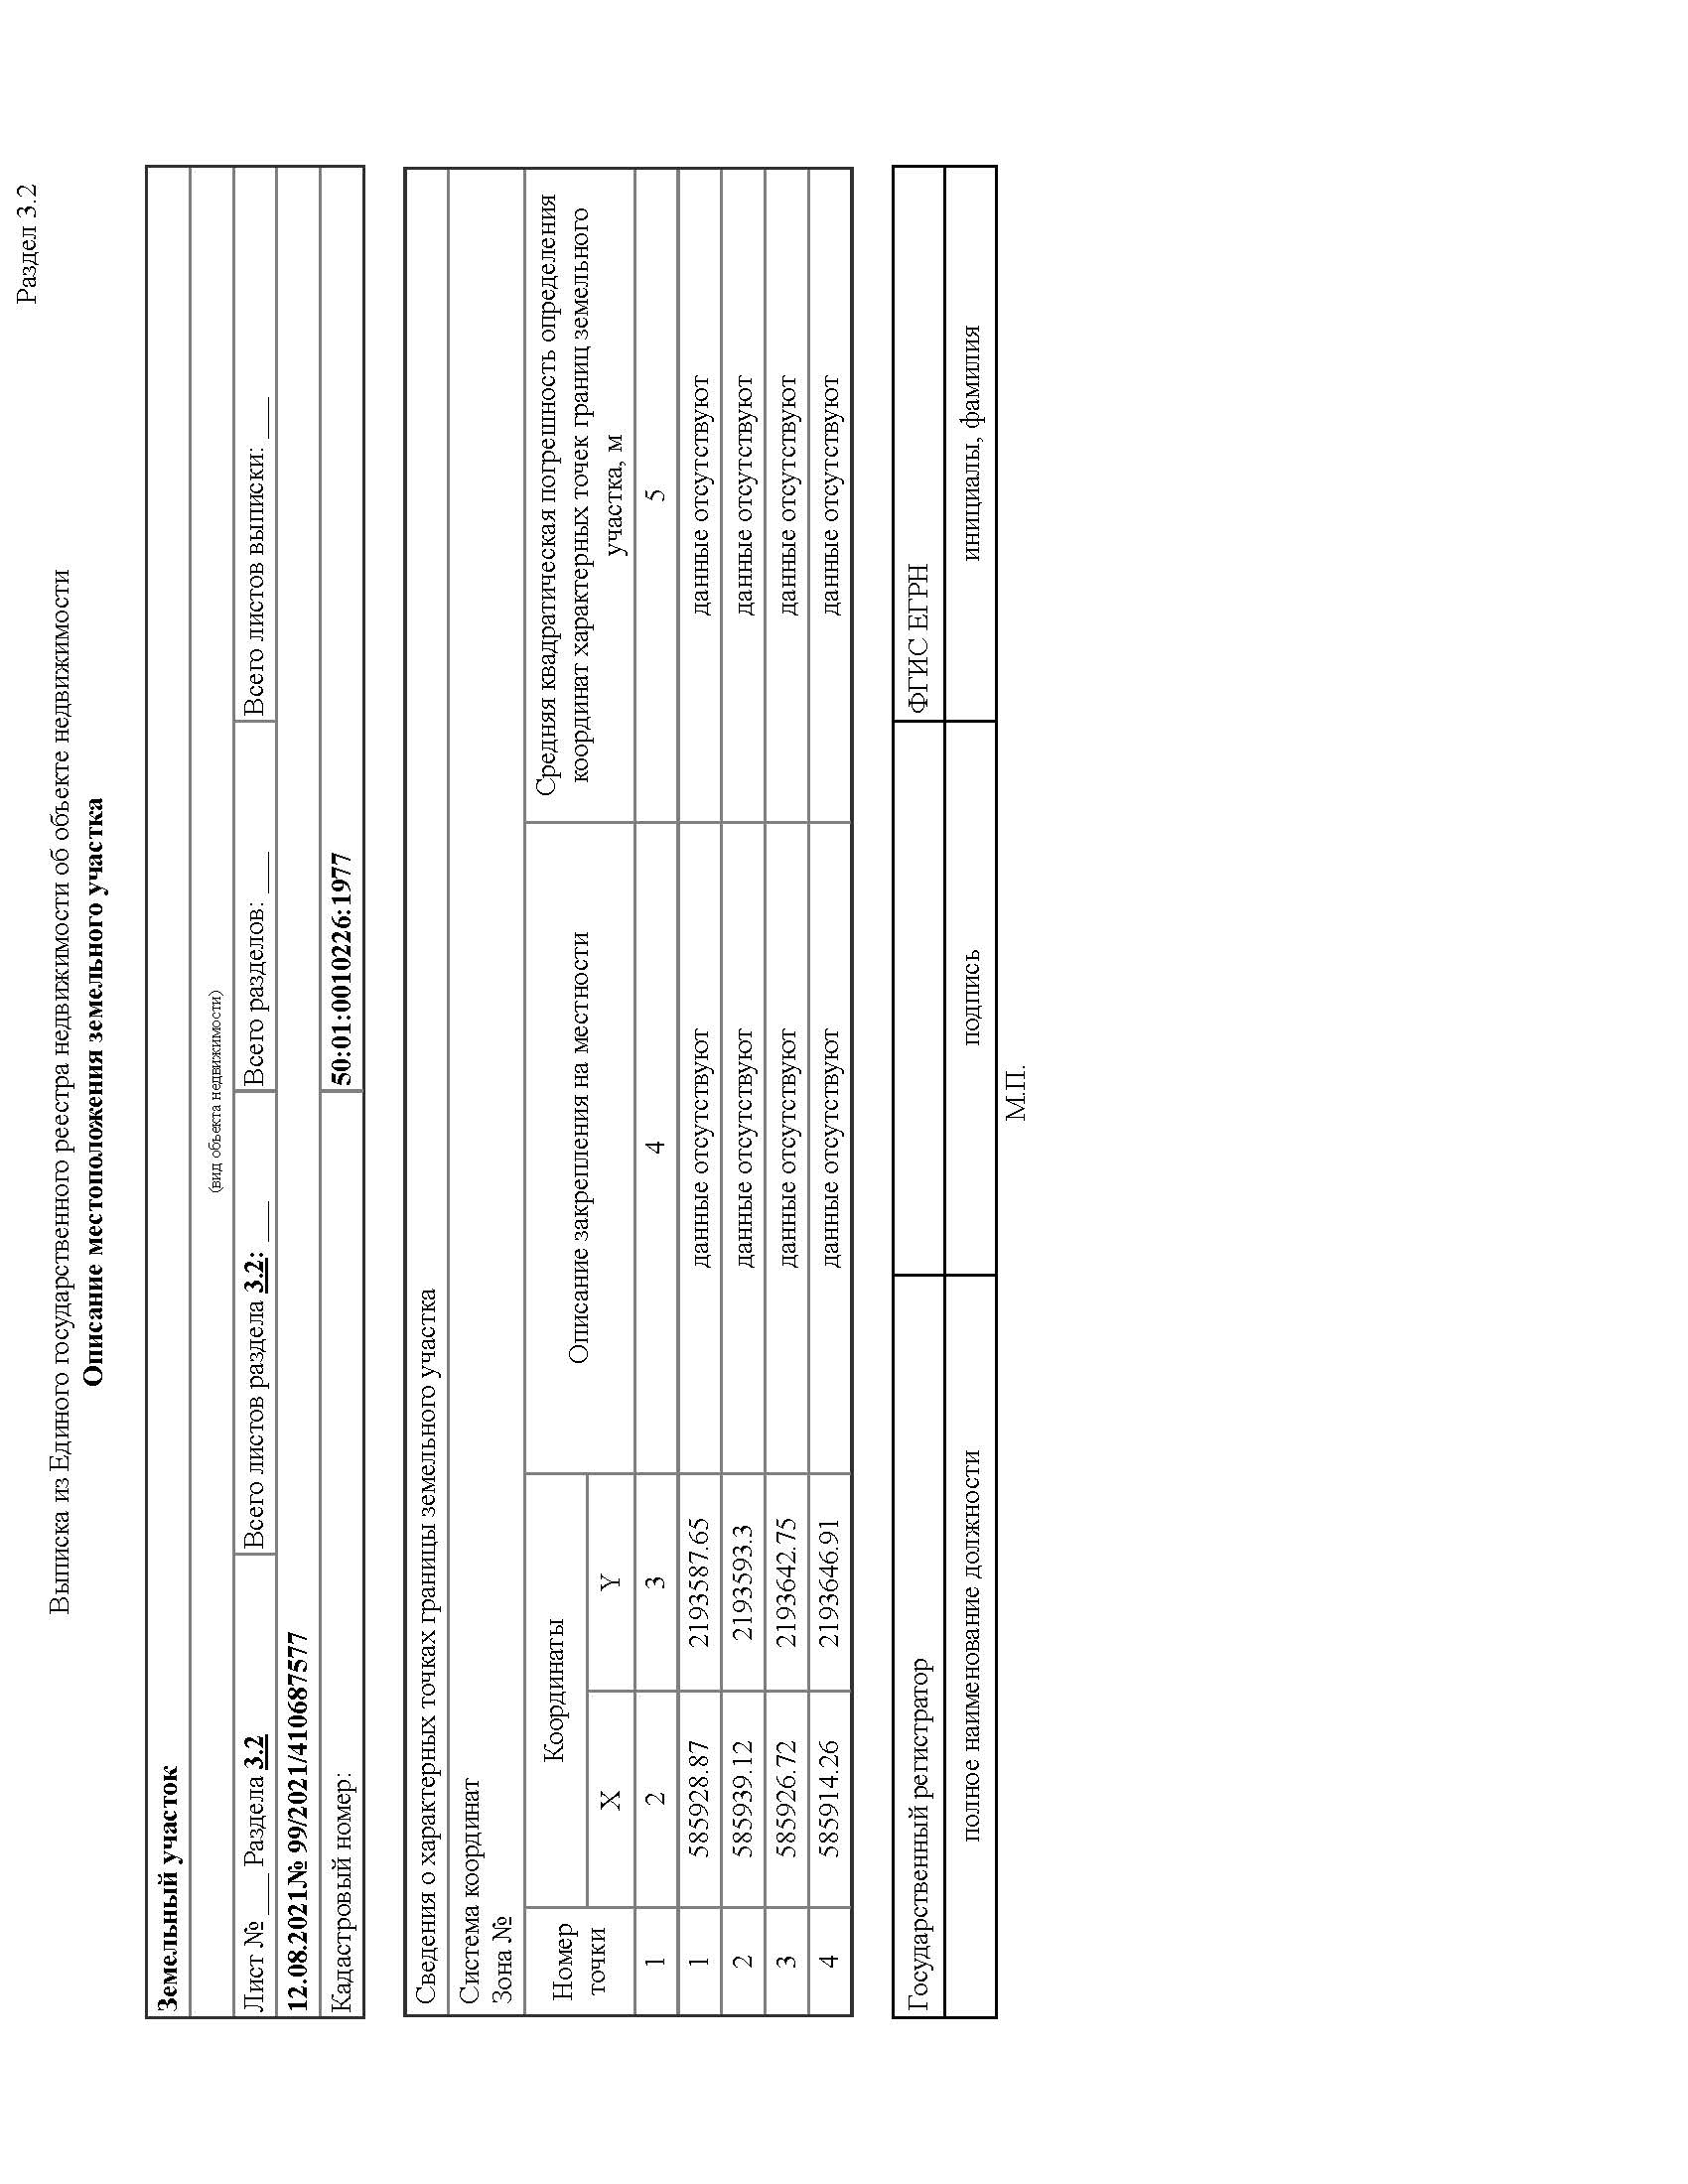 Раздел 3.2
Выписка из Единого государственного реестра недвижимости об объекте недвижимости
Описание местоположения земельного участка
Земельный участок
(вид объекта недвижимости)
Лист № ___ Раздела 3.2 Всего листов раздела 3.2: ___ Всего разделов: ___ Всего листов выписки: ___
12.08.2021№ 99/2021/410687577
Кадастровый номер: 50:01:0010226:1977
Сведения о характерных точках границы земельного участка
Система координат
Зона №
Номер точки Координаты Описание закрепления на местности Средняя квадратическая погрешность определения
координат характерных точек границ земельного
участка, м
X Y
1 2 3 4 5
1 585928.87 2193587.65 данные отсутствуют данные отсутствуют
2 585939.12 2193593.3 данные отсутствуют данные отсутствуют
3 585926.72 2193642.75 данные отсутствуют данные отсутствуют
4 585914.26 2193646.91 данные отсутствуют данные отсутствуют
Государственный регистратор ФГИС ЕГРН
полное наименование должности подпись инициалы, фамилия
М.П.